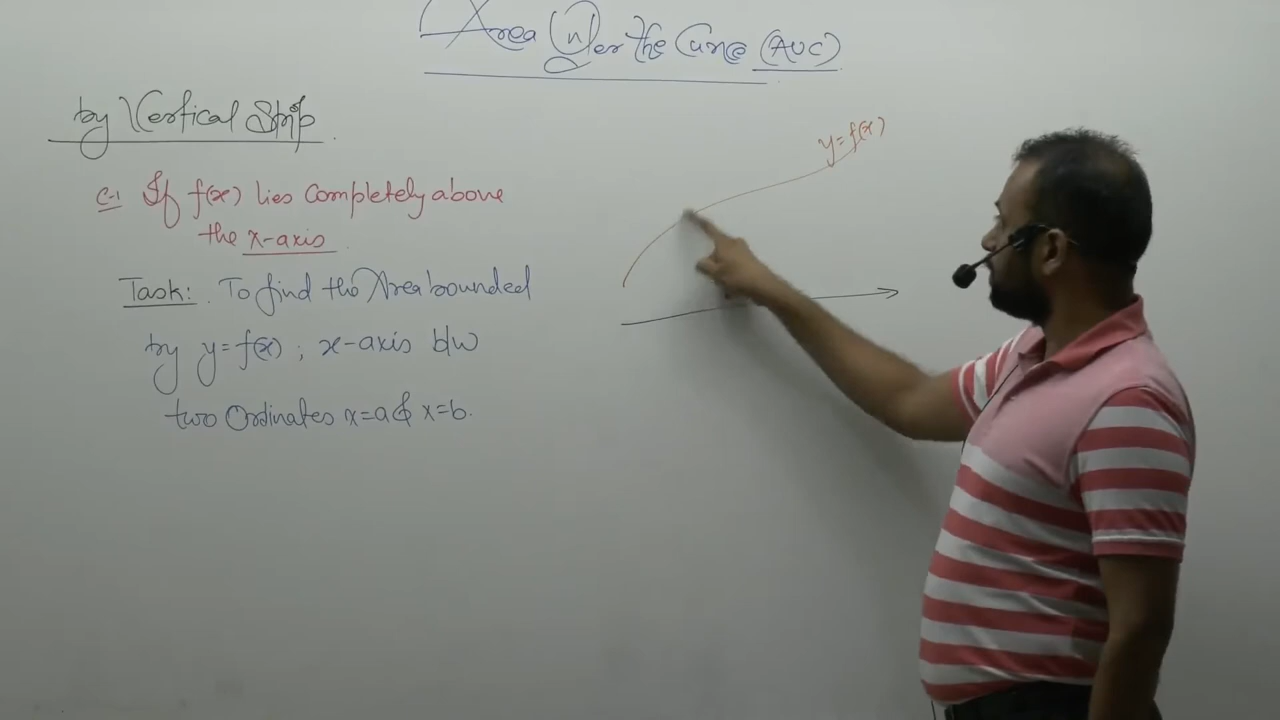 Area Under the Curve (AUC)
by Vertical Strip
C-1 If f(x) lies Completely above
the x-axis
Task: To find the Area bounded
by y=f(x) ; x-axis b/w
two Ordinates x=a & x=b.
y=f(x)